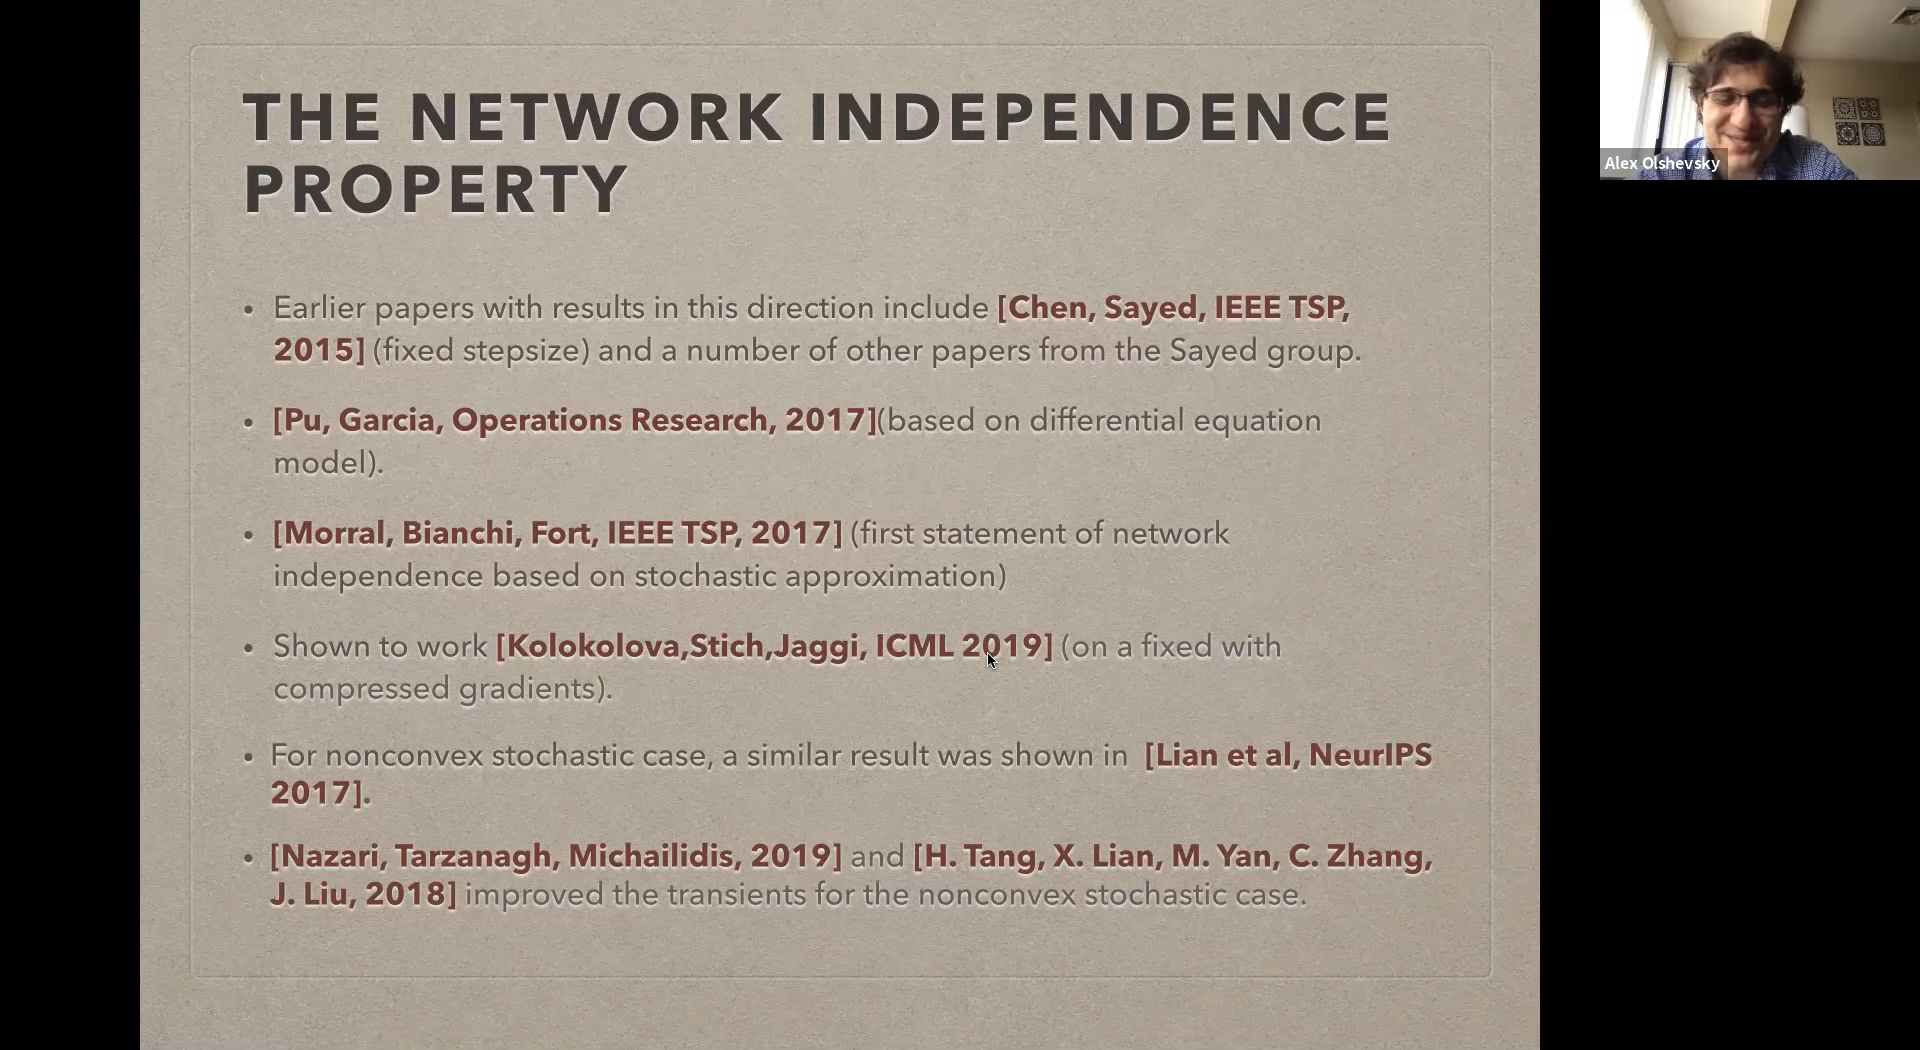 THE NETWORK INDEPENDENCE
PROPERTY
• Earlier papers with results in this direction include [Chen, Sayed, IEEE TSP,
2015] (fixed stepsize) and a number of other papers from the Sayed group.
• [Pu, Garcia, Operations Research, 2017](based on differential equation
model).
• [Morral, Bianchi, Fort, IEEE TSP, 2017] (first statement of network
independence based on stochastic approximation)
• Shown to work [Kolokolova,Stich,Jaggi, ICML 2019] (on a fixed with
compressed gradients).
• For nonconvex stochastic case, a similar result was shown in [Lian et al, NeurIPS
2017].
• [Nazari, Tarzanagh, Michailidis, 2019] and [H. Tang, X. Lian, M. Yan, C. Zhang,
J. Liu, 2018] improved the transients for the nonconvex stochastic case.
Alex Olshevsky